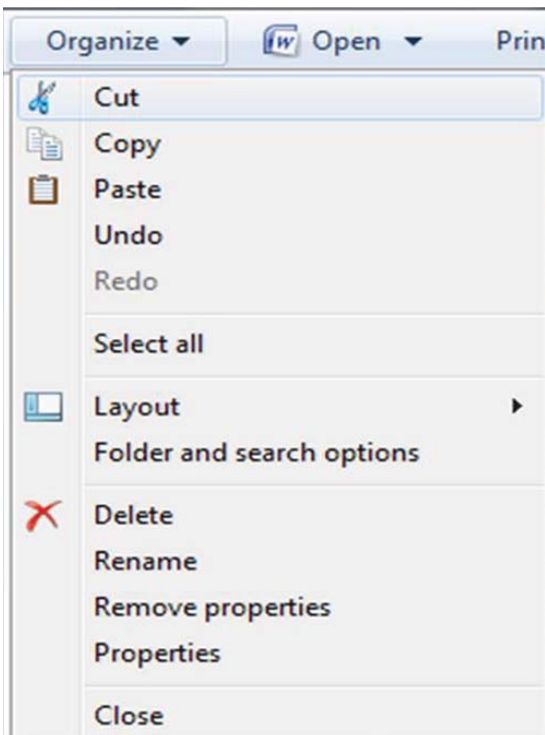 Organize Open Prin
Cut
Copy
Paste
Undo
Redo
Select all
Layout
Folder and search options
Delete
Rename
Remove properties
Properties
Close